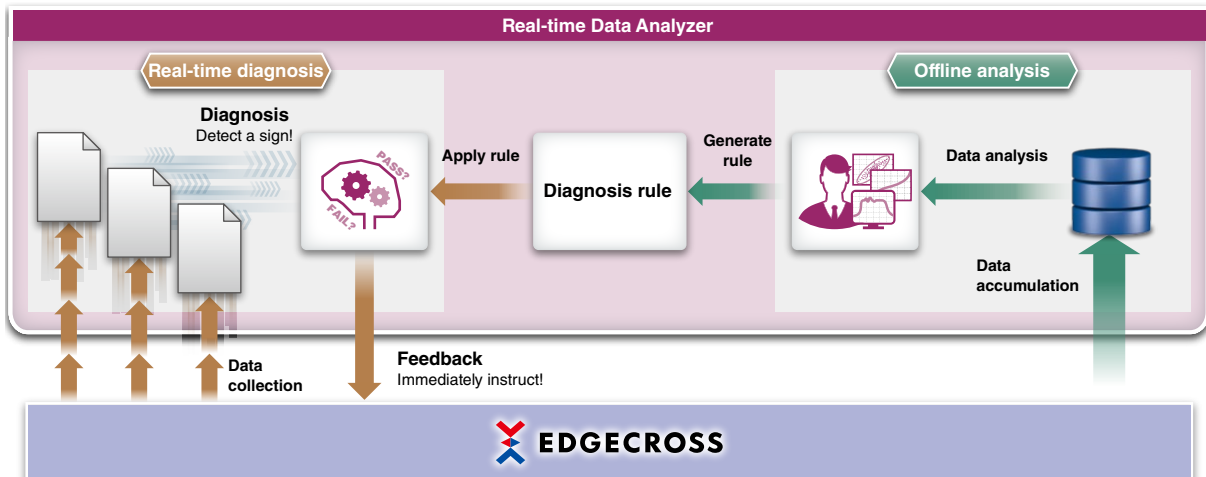 Real-time Data Analyzer
Real-time diagnosis
Offline analysis
Diagnosis
Detect a sign!
PASS?
FAIL?
Apply rule
Diagnosis rule
Generate
rule
Data analysis
Data
accumulation
Data
collection
Feedback
Immediately instruct!
EDGECROSS